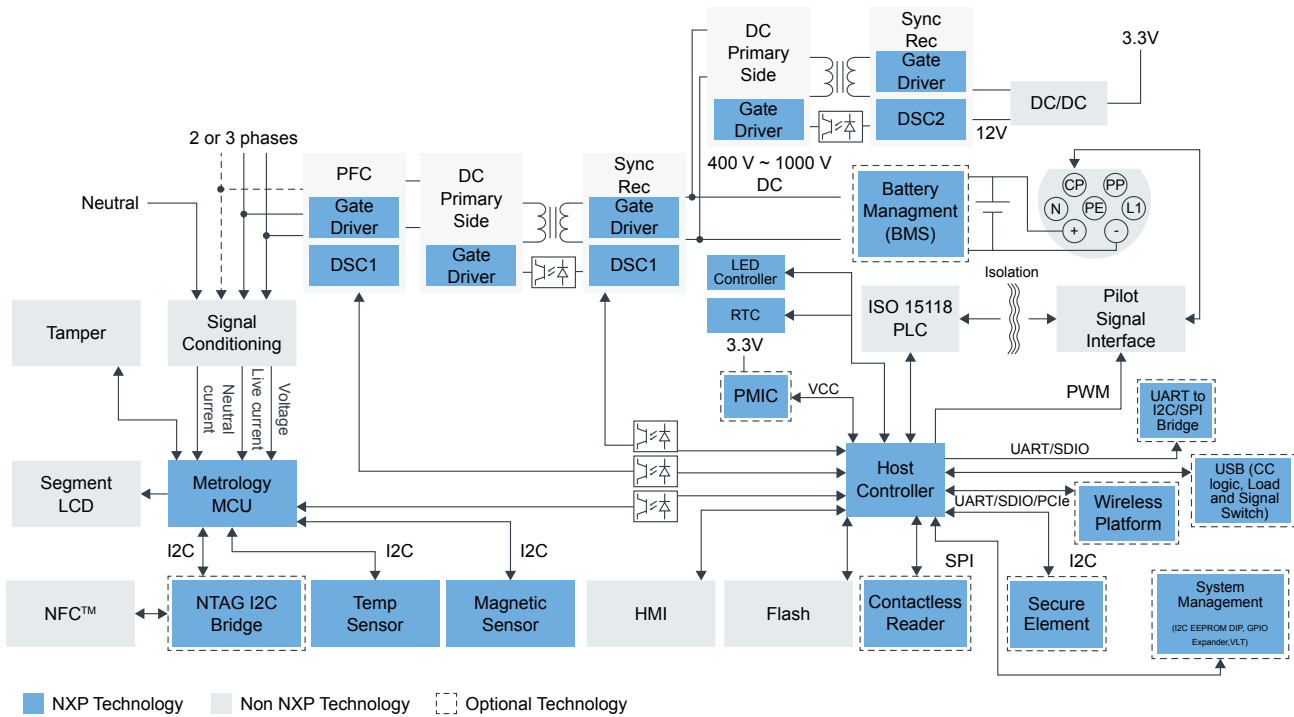 DC
Primary
Side
Gate
Driver
Sync
Rec
Gate
Driver
DSC2
3.3V
DC/DC
12V
2 or 3 phases
Neutral
PFC
Gate
Driver
DSC1
DC
Primary
Side
Gate
Driver
Sync
Rec
Gate
Driver
DSC1
400 V ~ 1000 V
DC
Battery
Managment
(BMS)
CP
PP
N
PE
L1
+
-
Tamper
Signal
Conditioning
LED
Controller
RTC
3.3V
PMIC
VCC
ISO 15118
PLC
Isolation
Pilot
Signal
Interface
PWM
UART to
I2C/SPI
Bridge
current
Neutral
Live current
Voltage
Segment
LCD
Metrology
MCU
Host
Controller
UART/SDIO
UART/SDIO/PCIe
USB (CC
logic, Load
and Signal
Switch)
Wireless
Platform
I2C
I2C
I2C
SPI
I2C
NFC™
NTAG I2C
Bridge
Temp
Sensor
Magnetic
Sensor
HMI
Flash
Contactless
Reader
Secure
Element
System
Management
(I2C EEPROM DIP, GPIO
Expander,VLT)
NXP Technology
Non NXP Technology
Optional Technology